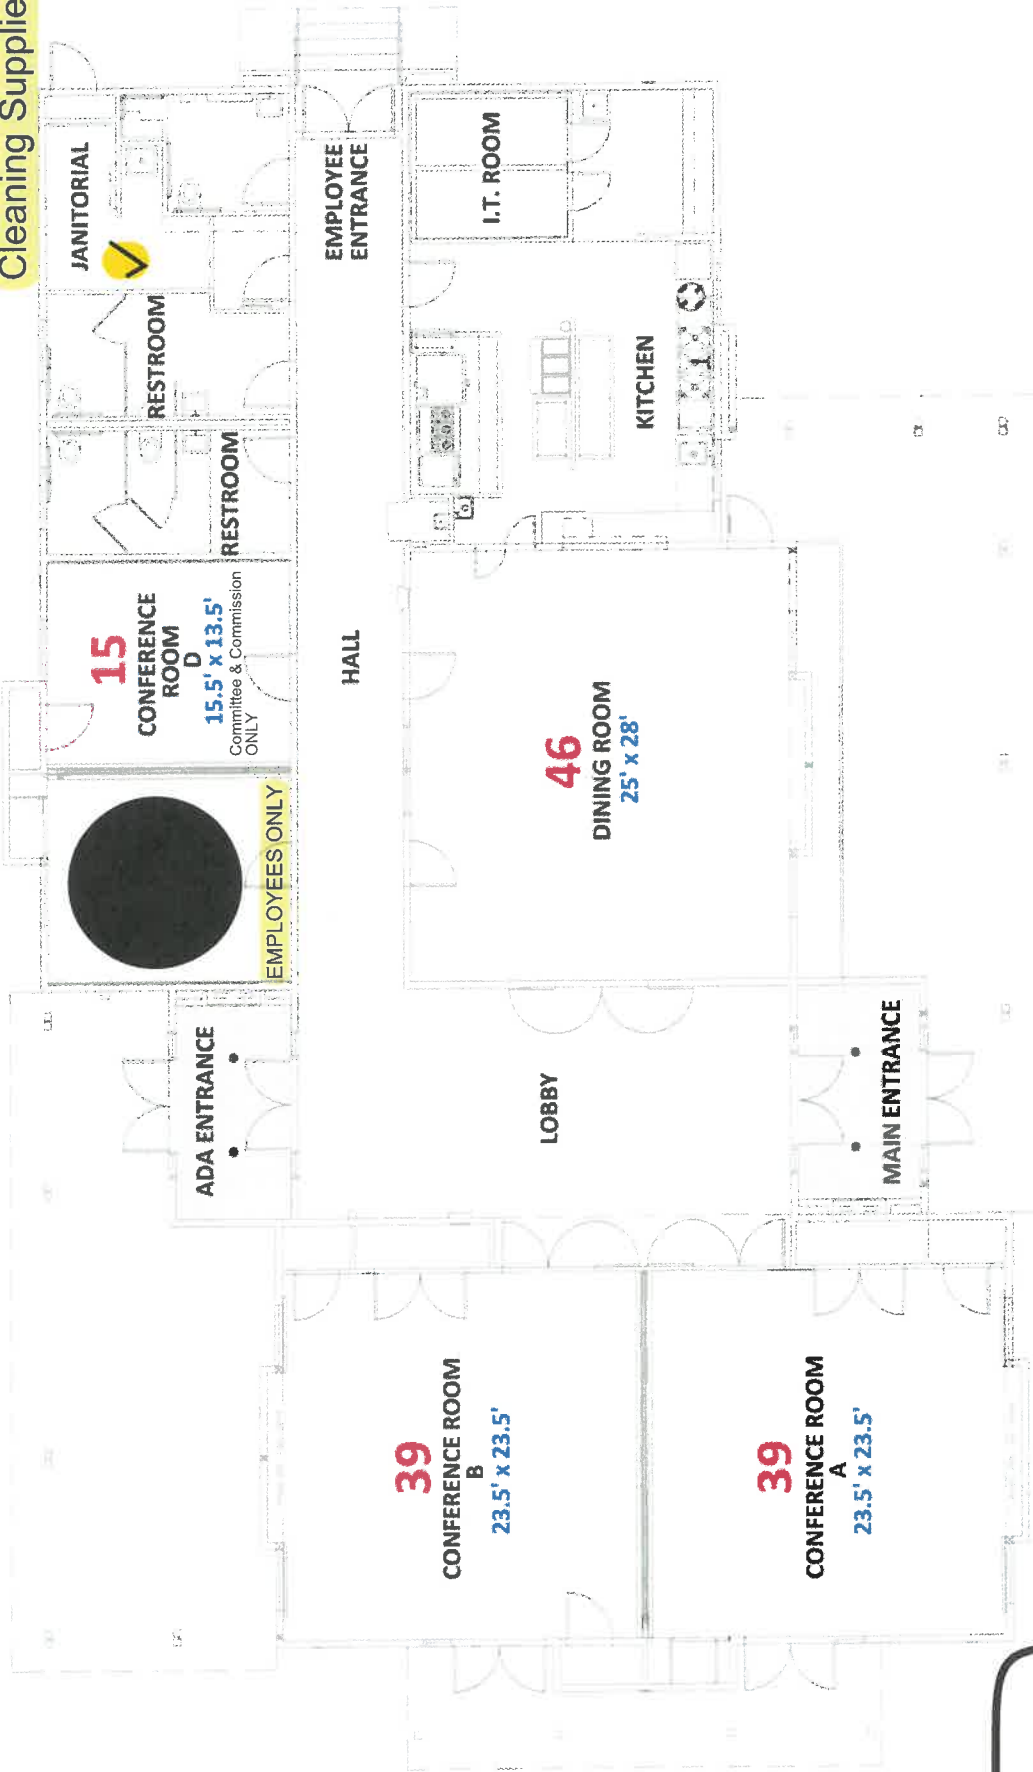 Cleaning Supplie
JANITORIAL
RESTROOM
RESTROOM
15
CONFERENCE
ROOM
D
15.5' x 13.5'
Committee & Commission
ONLY
EMPLOYEES ONLY
ADA ENTRANCE
EMPLOYEE
ENTRANCE
I.T. ROOM
KITCHEN
HALL
46
DINING ROOM
25' x 28'
LOBBY
MAIN ENTRANCE
39
CONFERENCE ROOM
B
23.5' x 23.5'
39
CONFERENCE ROOM
A
23.5' x 23.5'